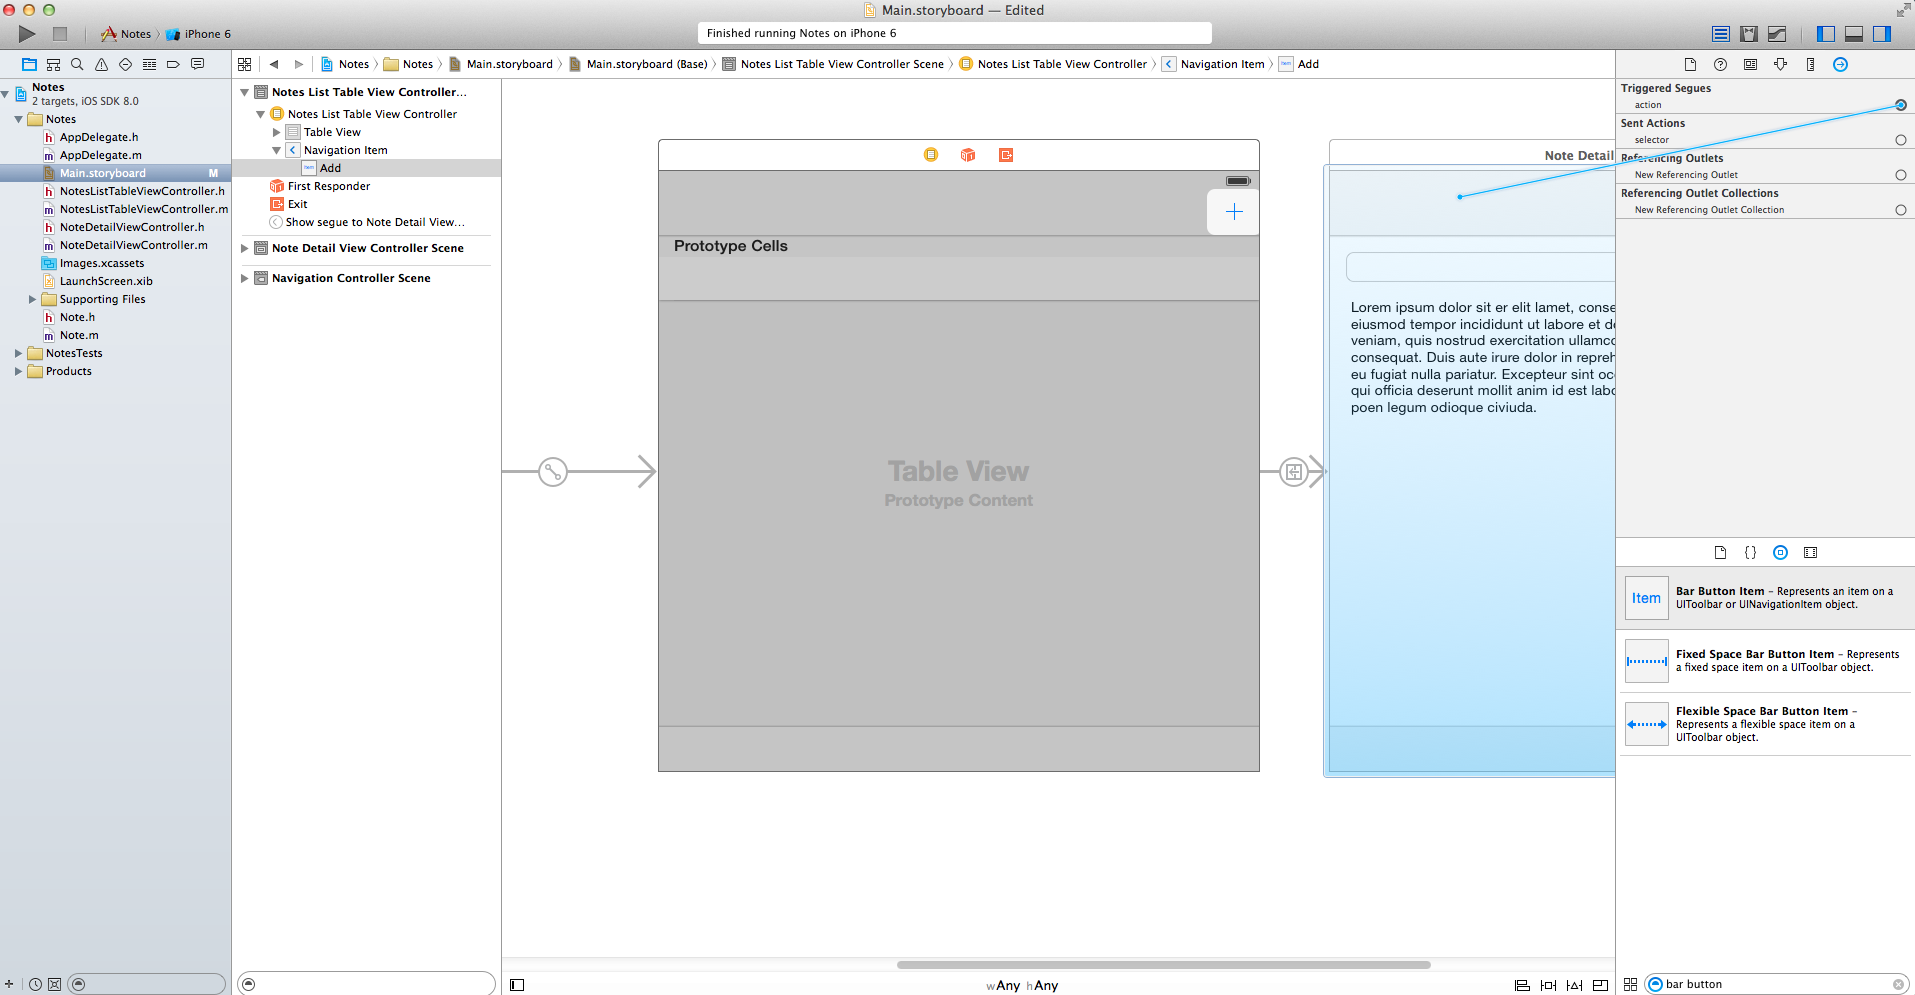 Main.storyboard — Edited
Notes
iPhone 6
Finished running Notes on iPhone 6
Notes
Notes
Main.storyboard
Main.storyboard (Base)
Notes List Table View Controller Scene
Notes List Table View Controller
Navigation Item
Add
Notes
2 targets, iOS SDK 8.0
Notes
AppDelegate.h
AppDelegate.m
Main.storyboard M
NotesListTableViewController.h
NotesListTableViewController.m
NoteDetailViewController.h
NoteDetailViewController.m
Images.xcassets
LaunchScreen.xib
Supporting Files
Note.h
Note.m
NotesTests
Products
Notes List Table View Controller...
Notes List Table View Controller
Table View
Navigation Item
Add
First Responder
Exit
Show segue to Note Detail View...
Note Detail View Controller Scene
Navigation Controller Scene
Prototype Cells
Table View
Prototype Content
Note Detail
Lorem ipsum dolor sit er elit lamet, conse
eiusmod tempor incididunt ut labore et do
veniam, quis nostrud exercitation ullamco
consequat. Duis aute irure dolor in repreh
eu fugiat nulla pariatur. Excepteur sint oc
qui officia deserunt mollit anim id est labo
poen legum odioque civiuda.
wAny hAny
Triggered Segues
action
Sent Actions
selector
Referencing Outlets
New Referencing Outlet
Referencing Outlet Collections
New Referencing Outlet Collection
{}
Item
Bar Button Item – Represents an item on a
UIToolbar or UINavigationItem object.
Fixed Space Bar Button Item – Represents
a fixed space item on a UIToolbar object.
Flexible Space Bar Button Item –
Represents a flexible space item on a
UIToolbar object.
bar button